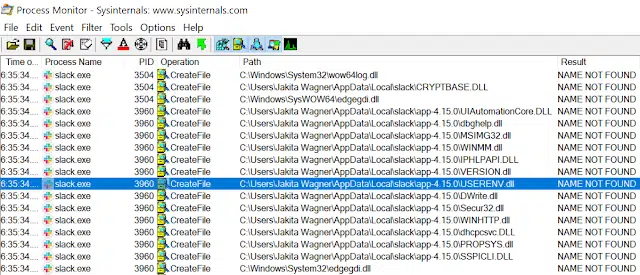 Process Monitor - Sysinternals: www.sysinternals.com
File Edit Event Filter Tools Options Help
Time o... Process Name PID Operation Path Result
6:35:34.... slack.exe 3504 CreateFile C:\Windows\System32\wow64log.dll NAME NOT FOUND
6:35:34.... slack.exe 3504 CreateFile C:\Users\Jakita Wagner\AppData\Local\slack\CRYPTBASE.DLL NAME NOT FOUND
6:35:34.... slack.exe 3504 CreateFile C:\Windows\SysWOW64\edgegdi.dll NAME NOT FOUND
6:35:34.... slack.exe 3960 CreateFile C:\Users\Jakita Wagner\AppData\Local\slack\app-4.15.0\UIAutomationCore.DLL NAME NOT FOUND
6:35:34.... slack.exe 3960 CreateFile C:\Users\Jakita Wagner\AppData\Local\slack\app-4.15.0\dbghelp.dll NAME NOT FOUND
6:35:34.... slack.exe 3960 CreateFile C:\Users\Jakita Wagner\AppData\Local\slack\app-4.15.0\MSIMG32.dll NAME NOT FOUND
6:35:34.... slack.exe 3960 CreateFile C:\Users\Jakita Wagner\AppData\Local\slack\app-4.15.0\WINMM.dll NAME NOT FOUND
6:35:34.... slack.exe 3960 CreateFile C:\Users\Jakita Wagner\AppData\Local\slack\app-4.15.0\IPHLPAPI.DLL NAME NOT FOUND
6:35:34.... slack.exe 3960 CreateFile C:\Users\Jakita Wagner\AppData\Local\slack\app-4.15.0\VERSION.dll NAME NOT FOUND
6:35:34.... slack.exe 3960 CreateFile C:\Users\Jakita Wagner\AppData\Local\slack\app-4.15.0\USERENV.dll NAME NOT FOUND
6:35:34.... slack.exe 3960 CreateFile C:\Users\Jakita Wagner\AppData\Local\slack\app-4.15.0\DWrite.dll NAME NOT FOUND
6:35:34.... slack.exe 3960 CreateFile C:\Users\Jakita Wagner\AppData\Local\slack\app-4.15.0\Secur32.dll NAME NOT FOUND
6:35:34.... slack.exe 3960 CreateFile C:\Users\Jakita Wagner\AppData\Local\slack\app-4.15.0\WINHTTP.dll NAME NOT FOUND
6:35:34.... slack.exe 3960 CreateFile C:\Users\Jakita Wagner\AppData\Local\slack\app-4.15.0\dhcpcsvc.DLL NAME NOT FOUND
6:35:34.... slack.exe 3960 CreateFile C:\Users\Jakita Wagner\AppData\Local\slack\app-4.15.0\PROPSYS.dll NAME NOT FOUND
6:35:34.... slack.exe 3960 CreateFile C:\Users\Jakita Wagner\AppData\Local\slack\app-4.15.0\SSPICLI.DLL NAME NOT FOUND
6:35:34.... slack.exe 3960 CreateFile C:\Windows\System32\edgegdi.dll NAME NOT FOUND